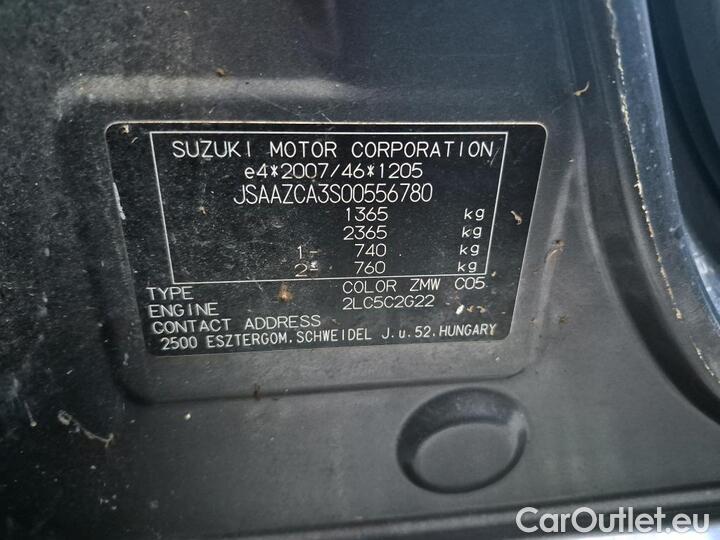 SUZUKI MOTOR CORPORATION
e4*2007/46*1205
JSAAZCA3S00556780
1365 kg
2365 kg
1- 740 kg
2- 760 kg
TYPE COLOR ZMW C05
ENGINE 2LC5C2G22
CONTACT ADDRESS
2500 ESZTERGOM.SCHWEIDEL J.u.52.HUNGARY
CarOutlet.eu